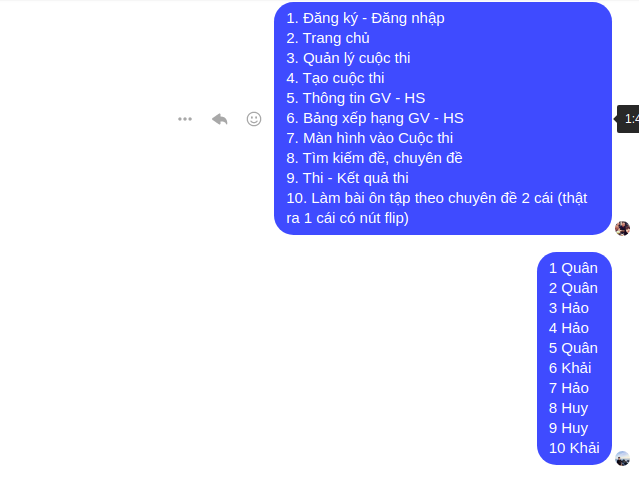 1. Đăng ký - Đăng nhập
2. Trang chủ
3. Quản lý cuộc thi
4. Tạo cuộc thi
5. Thông tin GV - HS
6. Bảng xếp hạng GV - HS
7. Màn hình vào Cuộc thi
8. Tìm kiếm đề, chuyên đề
9. Thi - Kết quả thi
10. Làm bài ôn tập theo chuyên đề 2 cái (thật
ra 1 cái có nút flip)
1 Quân
2 Quân
3 Hảo
4 Hảo
5 Quân
6 Khải
7 Hảo
8 Huy
9 Huy
10 Khải